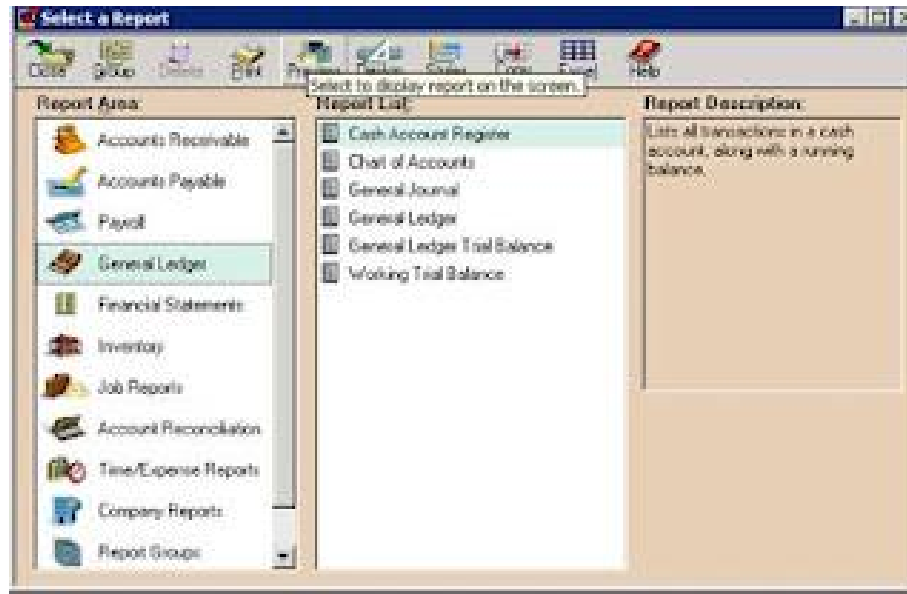 Select a Report
Close Group Delete Print Preview Design Copy Excel Help
Select to display report on the screen.
Report Area:
Accounts Receivable
Accounts Payable
Payroll
General Ledger
Financial Statements
Inventory
Job Reports
Account Reconciliation
Time/Expense Reports
Company Reports
Report Groups
Report List:
Cash Account Register
Chart of Accounts
General Journal
General Ledger
General Ledger Trial Balance
Working Trial Balance
Report Description:
Lists all transactions in a cash
account, along with a running
balance.